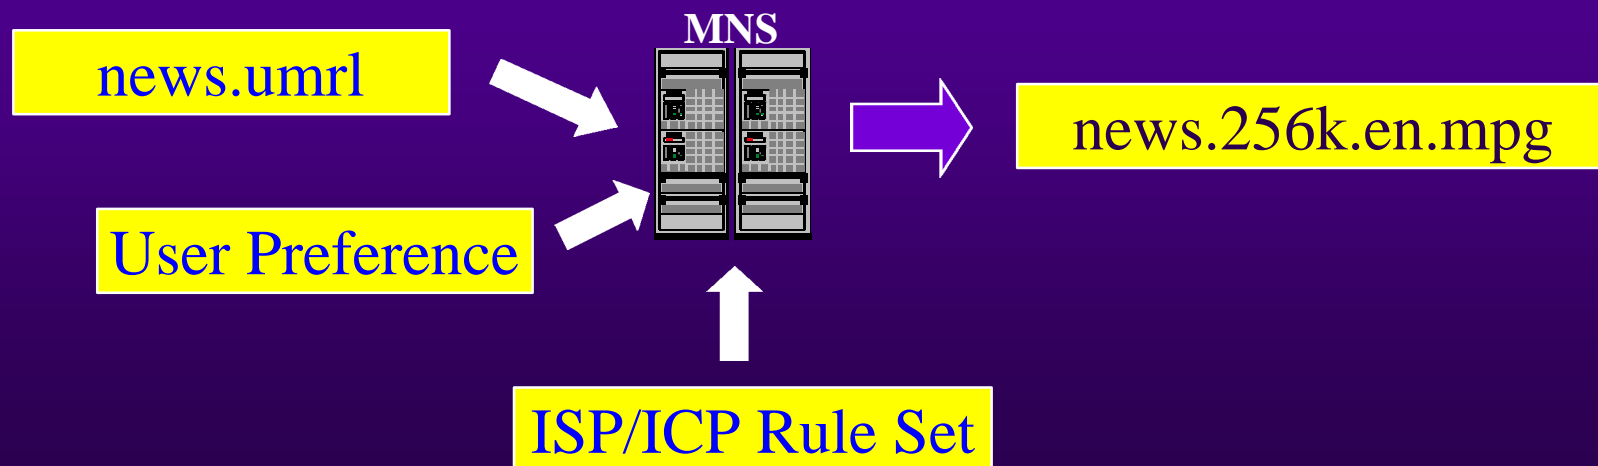 MNS
news.umrl
news.256k.en.mpg
User Preference
ISP/ICP Rule Set